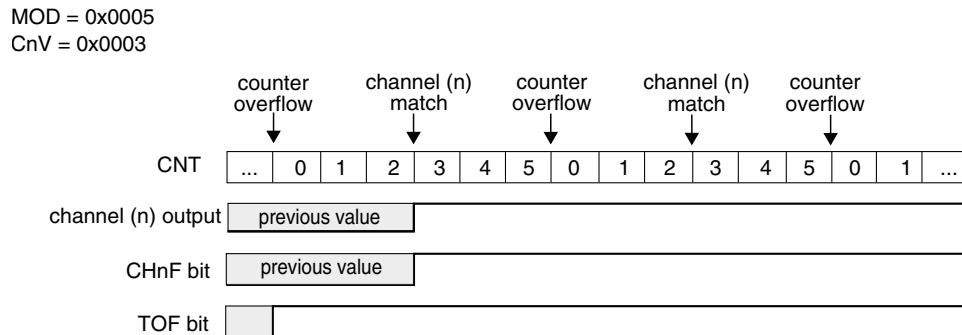 MOD = 0x0005
CnV = 0x0003
counter overflow
channel (n) match
counter overflow
channel (n) match
counter overflow
CNT ... 0 1 2 3 4 5 0 1 2 3 4 5 0 1 ...
channel (n) output previous value
CHnF bit previous value
TOF bit